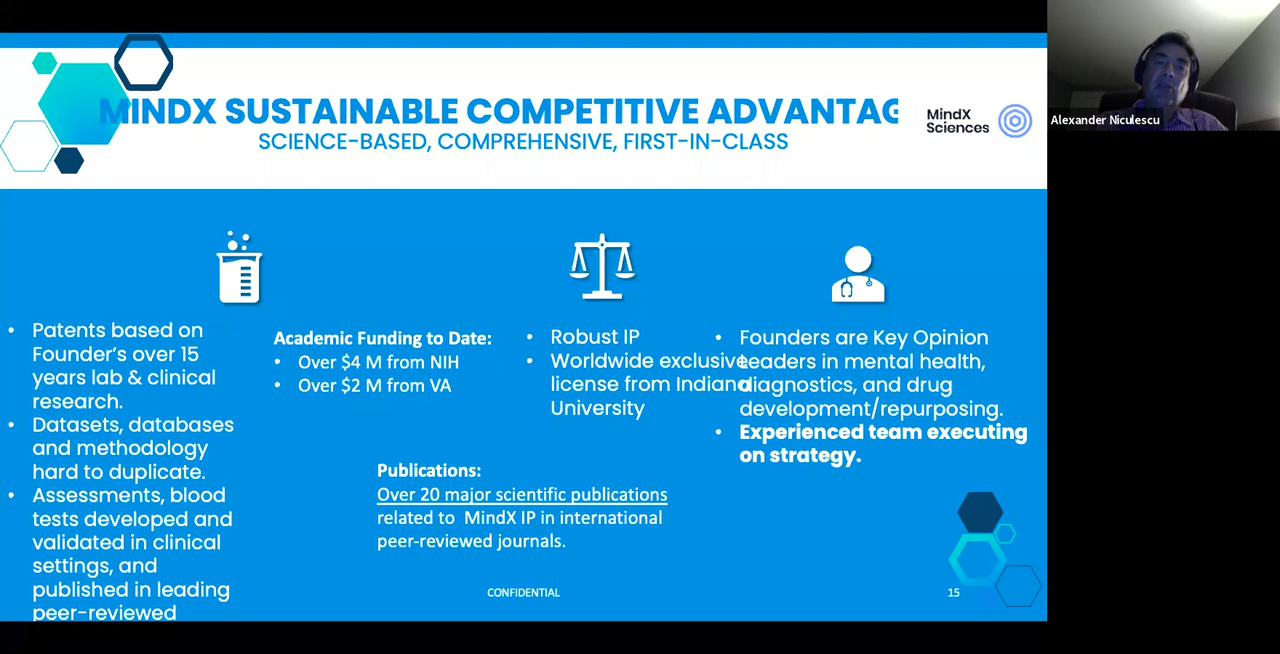 MINDX SUSTAINABLE COMPETITIVE ADVANTAG
SCIENCE-BASED, COMPREHENSIVE, FIRST-IN-CLASS
MindX
Sciences
Alexander Niculescu
• Patents based on
Founder's over 15
years lab & clinical
research.
• Datasets, databases
and methodology
hard to duplicate.
• Assessments, blood
tests developed and
validated in clinical
settings, and
published in leading
peer-reviewed
Academic Funding to Date:
• Over $4 M from NIH
• Over $2 M from VA
Publications:
Over 20 major scientific publications
related to MindX IP in international
peer-reviewed journals.
• Robust IP
• Worldwide exclusive
license from Indiana
University
• Founders are Key Opinion
Leaders in mental health,
diagnostics, and drug
development/repurposing.
• Experienced team executing
on strategy.
CONFIDENTIAL
15